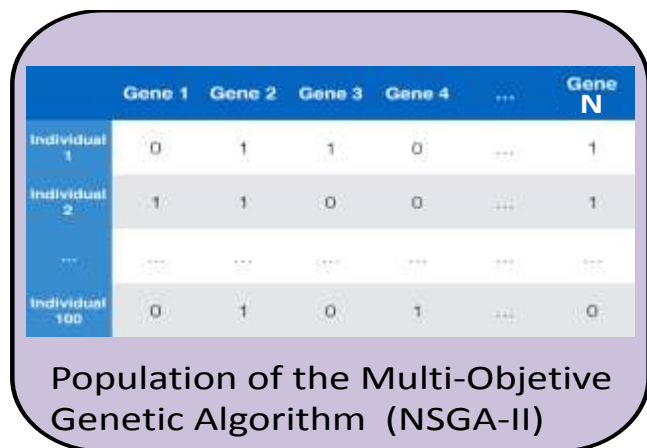 Gene 1 Gene 2 Gene 3 Gene 4 ... Gene N
Individual 1 0 1 1 0 ... 1
Individual 2 1 1 0 0 ... 1
... ... ... ... ... ... ...
Individual 100 0 1 0 1 ... 0
Population of the Multi-Objetive
Genetic Algorithm (NSGA-II)